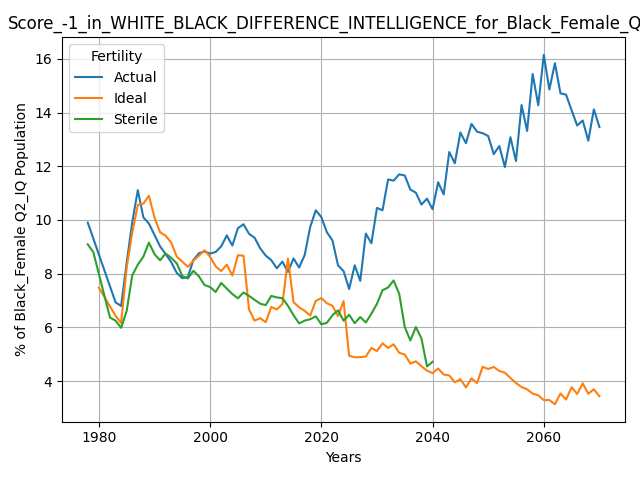 Score_-1_in_WHITE_BLACK_DIFFERENCE_INTELLIGENCE_for_Black_Female_Q
Fertility
Actual
Ideal
Sterile
% of Black_Female Q2_IQ Population
16
14
12
10
8
6
4
1980 2000 2020 2040 2060
Years